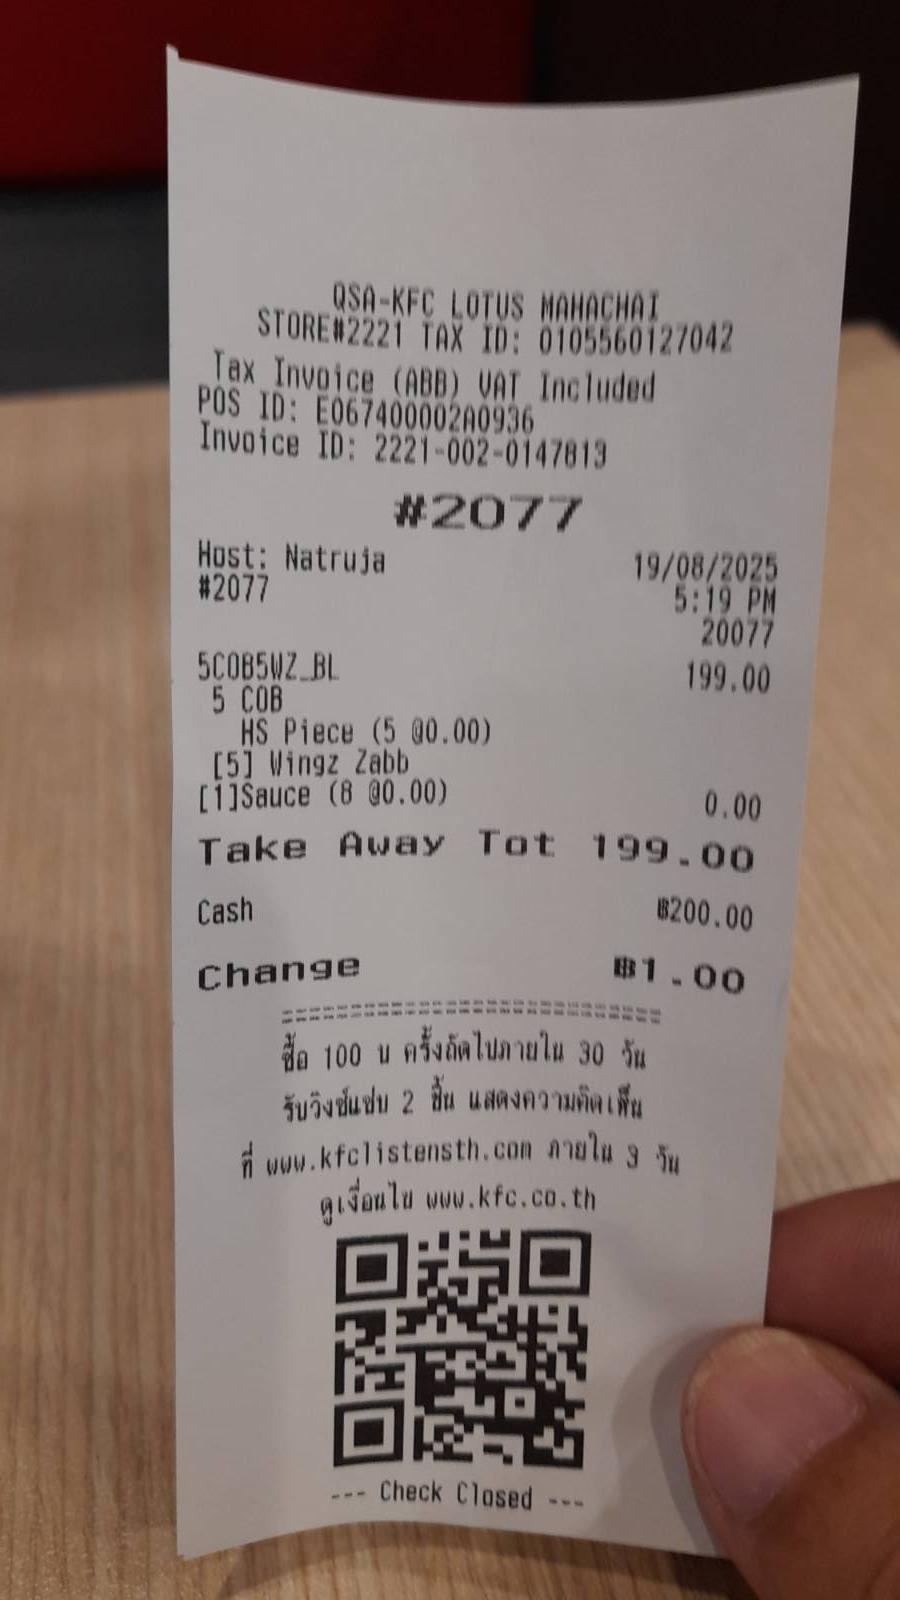 QSA-KFC LOTUS MAHACHAI
STORE#2221 TAX ID: 0105560127042
Tax Invoice (ABB) VAT Included
POS ID: E067400002A0936
Invoice ID: 2221-002-0147813
#2077
Host: Natruja 19/08/2025
#2077 5:19 PM
20077
5COB5WZ_BL 199.00
5 COB
HS Piece (5 @0.00)
[5] Wingz Zabb
[1]Sauce (8 @0.00) 0.00
Take Away Tot 199.00
Cash ฿200.00
Change ฿1.00
================================
ซื้อ 100 บ ครั้งถัดไปภายใน 30 วัน
รับวิงซ์แซ่บ 2 ชิ้น แสดงความคิดเห็น
ที่ www.kfclistensth.com ภายใน 3 วัน
ดูเงื่อนไข www.kfc.co.th
--- Check Closed ---